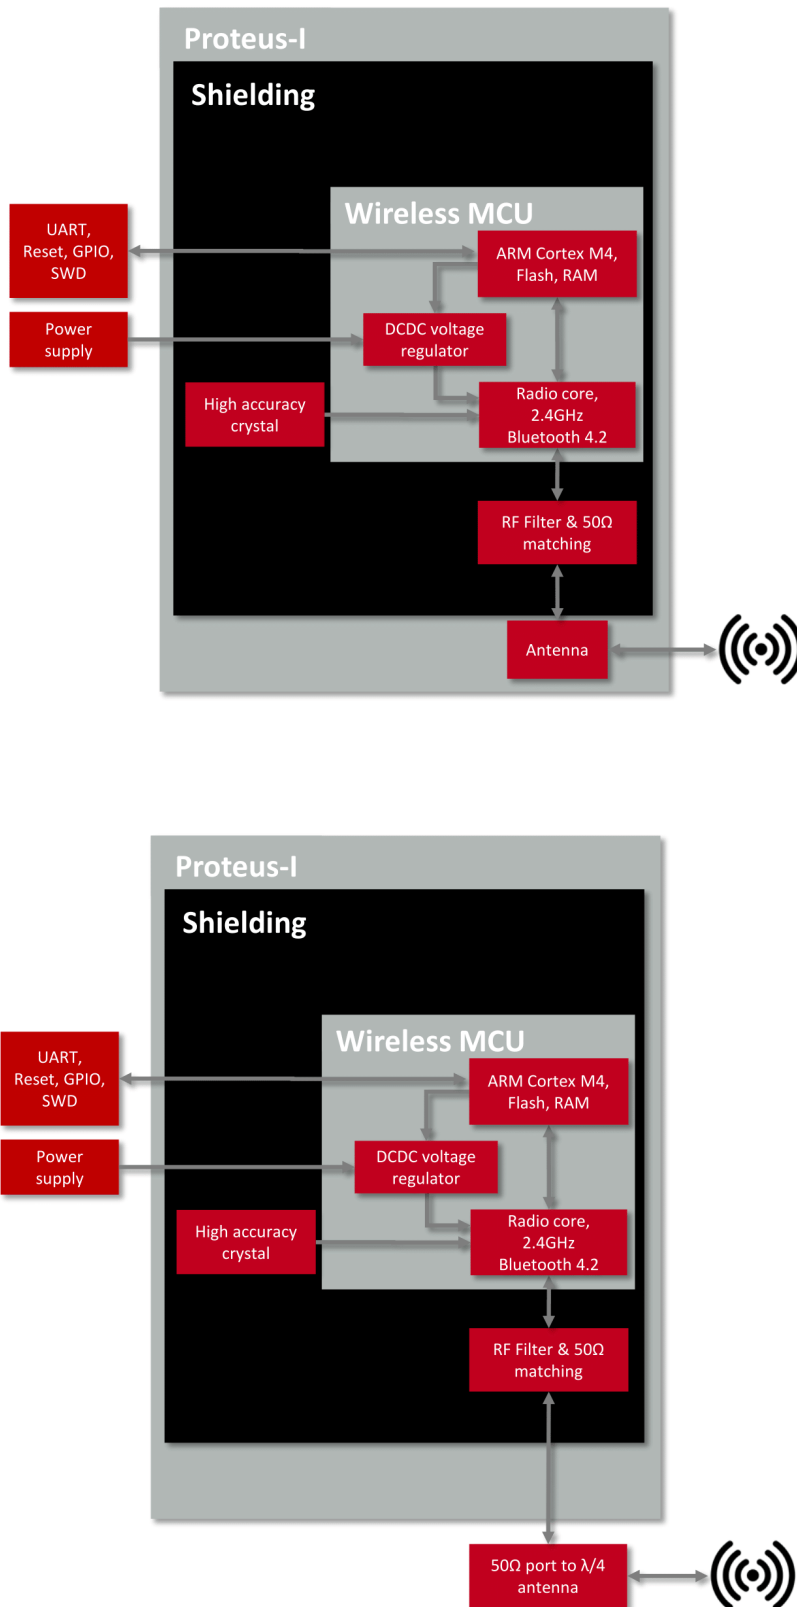 Proteus-I
Shielding
Wireless MCU
UART,
Reset, GPIO,
SWD
ARM Cortex M4,
Flash, RAM
Power
supply
DCDC voltage
regulator
High accuracy
crystal
Radio core,
2.4GHz
Bluetooth 4.2
RF Filter & 50Ω
matching
Antenna
Proteus-I
Shielding
Wireless MCU
UART,
Reset, GPIO,
SWD
ARM Cortex M4,
Flash, RAM
Power
supply
DCDC voltage
regulator
High accuracy
crystal
Radio core,
2.4GHz
Bluetooth 4.2
RF Filter & 50Ω
matching
50Ω port to λ/4
antenna